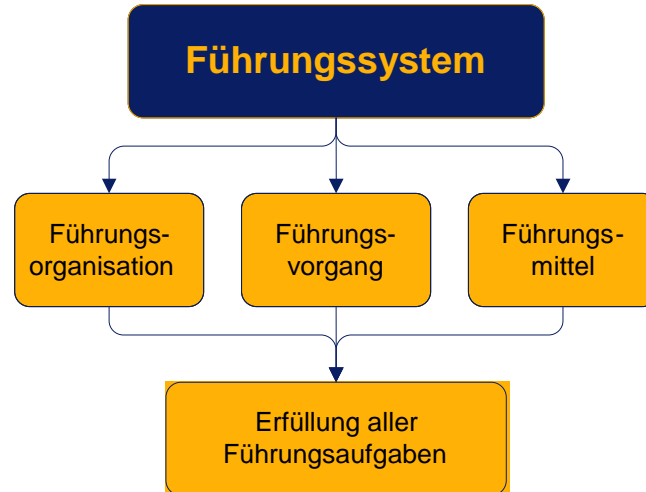 Führungssystem
Führungs-
organisation
Führungs-
vorgang
Führungs-
mittel
Erfüllung aller
Führungsaufgaben